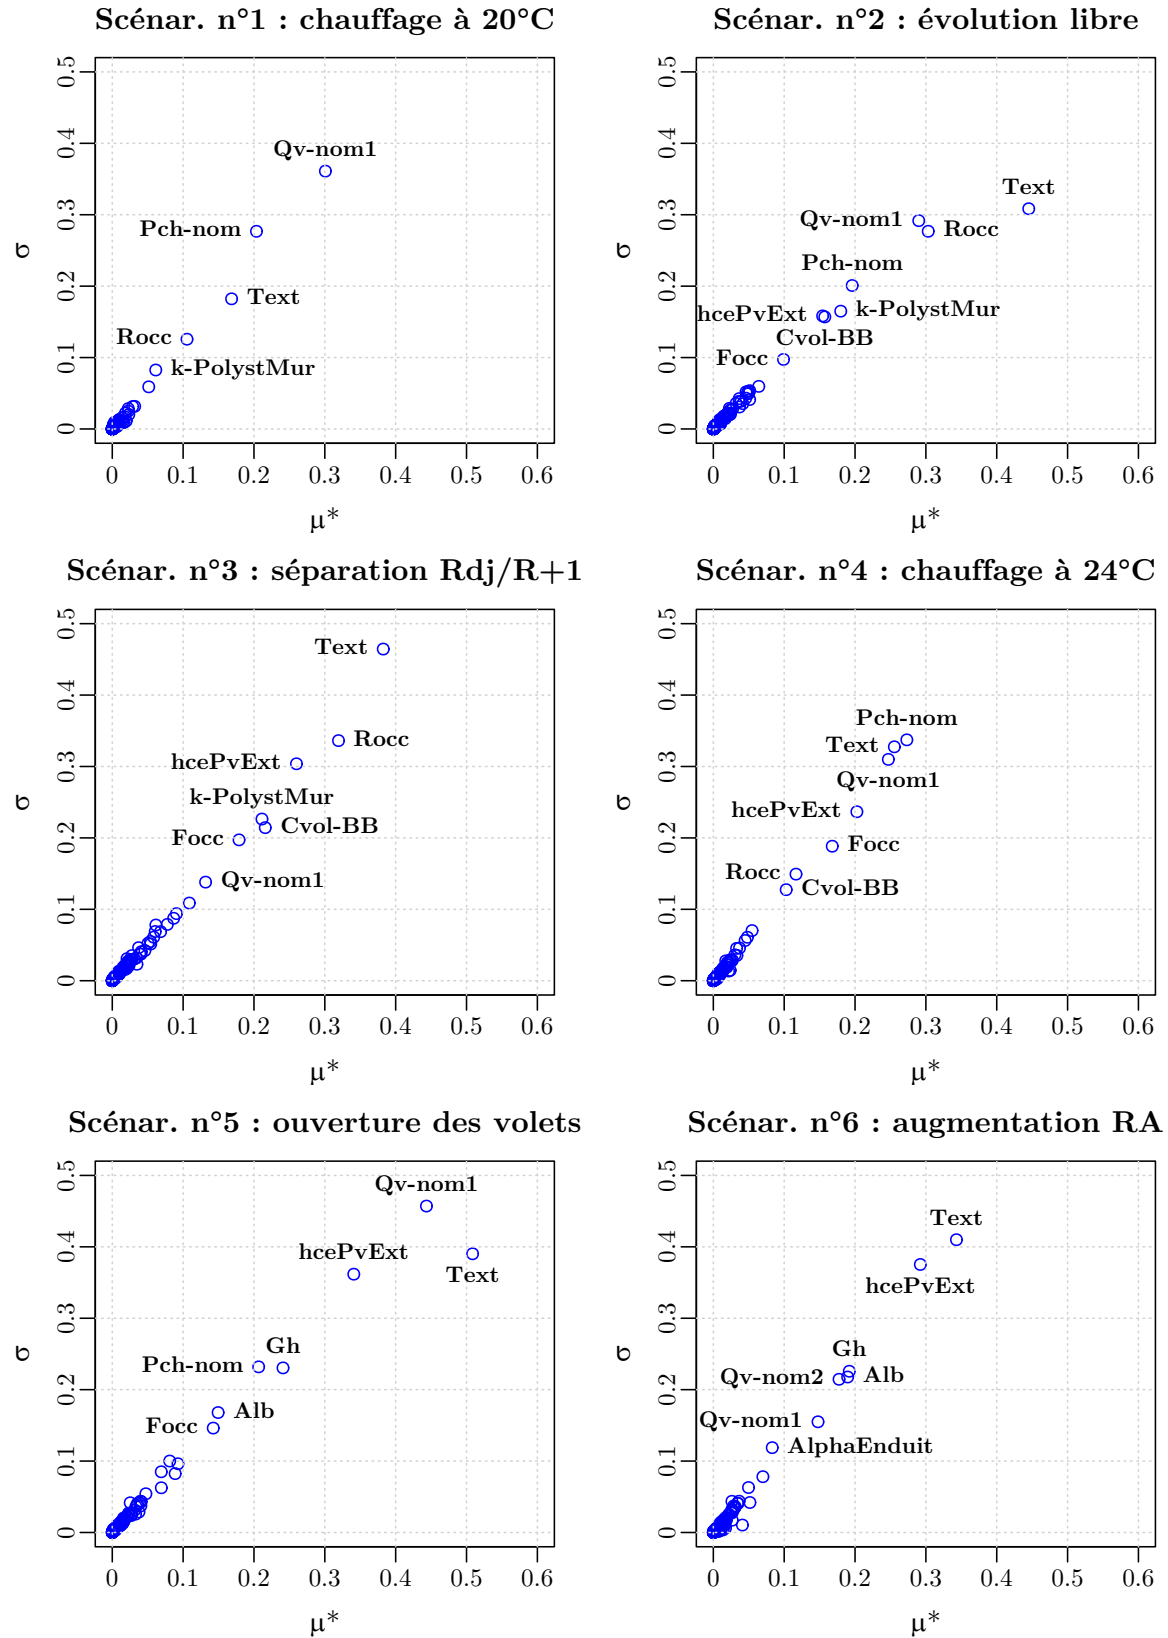 Scénar. n°1 : chauffage à 20°C
0.5
0.4
0.3
0.2
0.1
0
σ
Qv-nom1
Pch-nom
Text
Rocc
k-PolystMur
0 0.1 0.2 0.3 0.4 0.5 0.6
μ*
Scénar. n°2 : évolution libre
0.5
0.4
0.3
0.2
0.1
0
σ
Text
Qv-nom1
Rocc
Pch-nom
hcePvExt
k-PolystMur
Cvol-BB
Focc
0 0.1 0.2 0.3 0.4 0.5 0.6
μ*
Scénar. n°3 : séparation Rdj/R+1
0.5
0.4
0.3
0.2
0.1
0
σ
Text
Rocc
hcePvExt
k-PolystMur
Cvol-BB
Focc
Qv-nom1
0 0.1 0.2 0.3 0.4 0.5 0.6
μ*
Scénar. n°4 : chauffage à 24°C
0.5
0.4
0.3
0.2
0.1
0
σ
Pch-nom
Text
Qv-nom1
hcePvExt
Focc
Rocc
Cvol-BB
0 0.1 0.2 0.3 0.4 0.5 0.6
μ*
Scénar. n°5 : ouverture des volets
0.5
0.4
0.3
0.2
0.1
0
σ
Qv-nom1
hcePvExt
Text
Gh
Pch-nom
Alb
Focc
0 0.1 0.2 0.3 0.4 0.5 0.6
μ*
Scénar. n°6 : augmentation RA
0.5
0.4
0.3
0.2
0.1
0
σ
Text
hcePvExt
Gh
Qv-nom2
Alb
Qv-nom1
AlphaEnduit
0 0.1 0.2 0.3 0.4 0.5 0.6
μ*